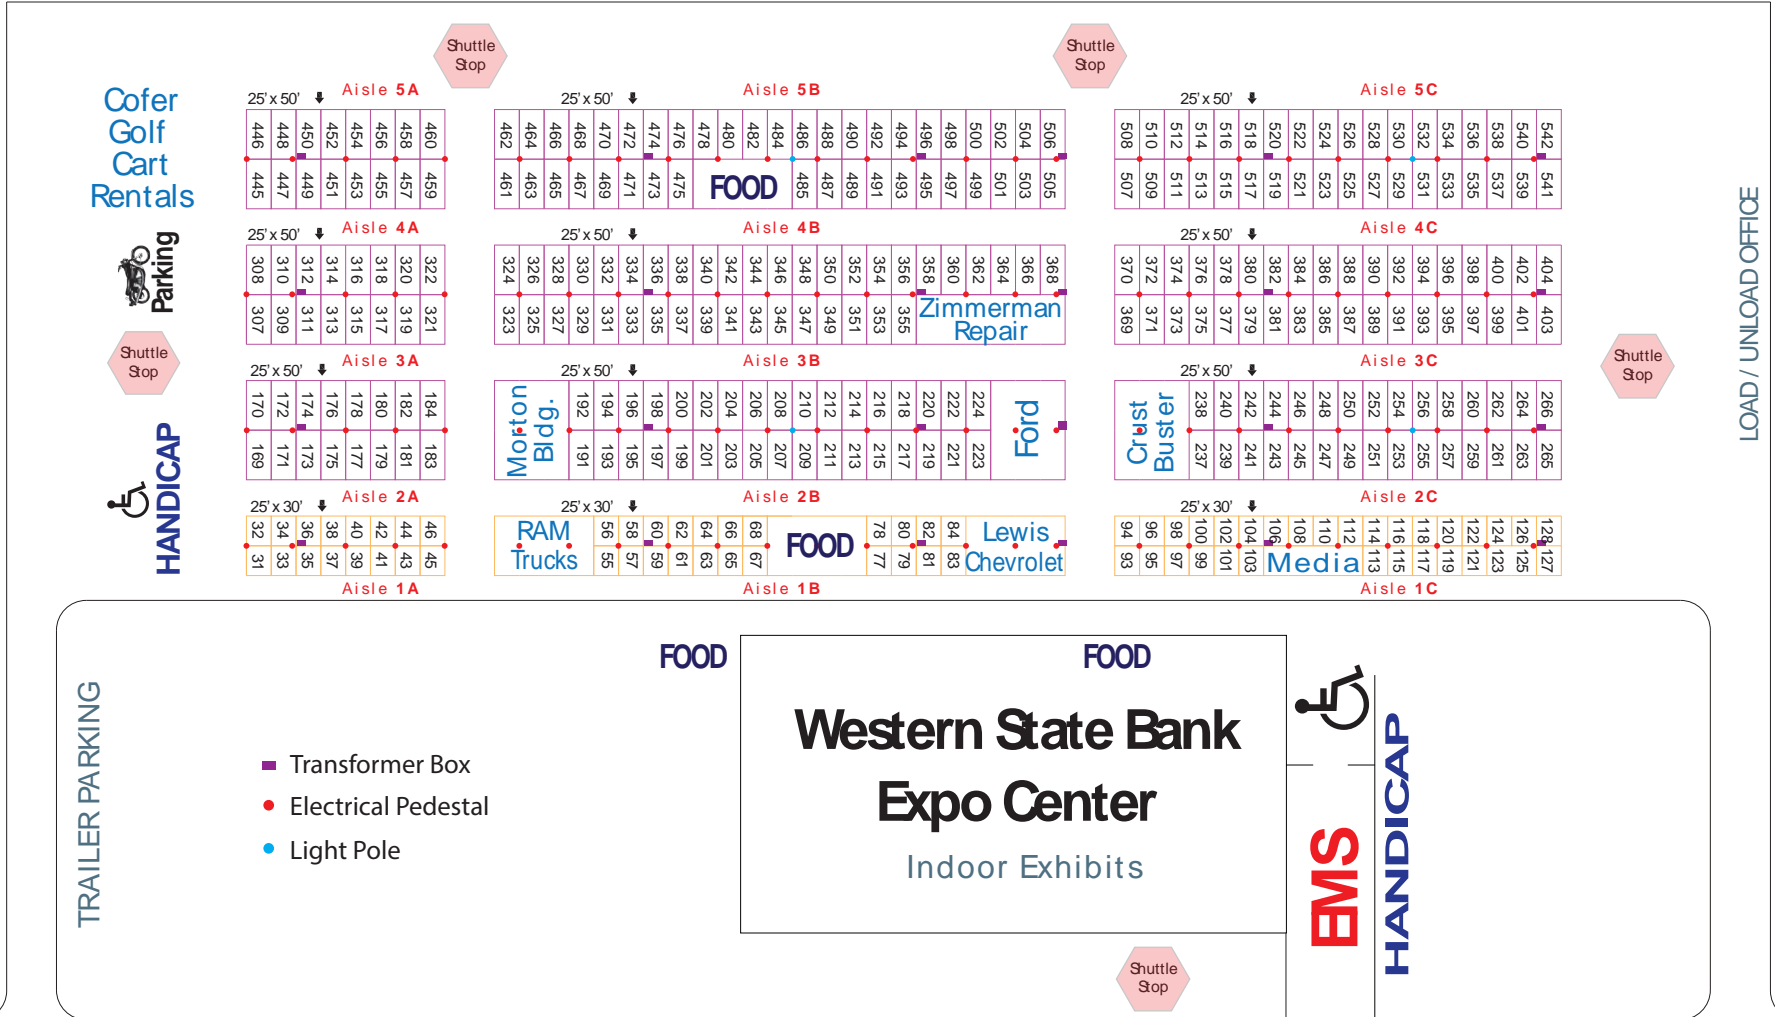 Shuttle
Stop
Shuttle
Stop
Cofer
Golf
Cart
Rentals
Aisle 5A
Aisle 5B
Aisle 5C
25' x 50'
25' x 50'
25' x 50'
446 448 450 452 454 456 458 460
462 464 466 468 470 472 474 476 478 480 482 484 486 488 490 492 494 496 498 500 502 504 506
508 510 512 514 516 518 520 522 524 526 528 530 532 534 536 538 540 542
445 447 449 451 453 455 457 459
461 463 465 467 469 471 473 475 FOOD 485 487 489 491 493 495 497 499 501 503 505
507 509 511 513 515 517 519 521 523 525 527 529 531 533 535 537 539 541
Aisle 4A
Aisle 4B
Aisle 4C
25' x 50'
25' x 50'
25' x 50'
308 310 312 314 316 318 320 322
324 326 328 330 332 334 336 338 340 342 344 346 348 350 352 354 356 358 360 362 364 366 368
370 372 374 376 378 380 382 384 386 388 390 392 394 396 398 400 402 404
307 309 311 313 315 317 319 321
323 325 327 329 331 333 335 337 339 341 343 345 347 349 351 353 355
Zimmerman
Repair
369 371 373 375 377 379 381 383 385 387 389 391 393 395 397 399 401 403
Parking
Shuttle
Stop
Shuttle
Stop
LOAD / UNLOAD OFFICE
Aisle 3A
Aisle 3B
Aisle 3C
25' x 50'
25' x 50'
25' x 50'
170 172 174 176 178 180 182 184
Morton
Bldg.
192 194 196 198 200 202 204 206 208 210 212 214 216 218 220 222 224
Ford
Crust
Buster
238 240 242 244 246 248 250 252 254 256 258 260 262 264 266
169 171 173 175 177 179 181 183
191 193 195 197 199 201 203 205 207 209 211 213 215 217 219 221 223
237 239 241 243 245 247 249 251 253 255 257 259 261 263 265
HANDICAP
Aisle 2A
Aisle 2B
Aisle 2C
25' x 30'
25' x 30'
25' x 30'
32 34 36 38 40 42 44 46
RAM
Trucks
56 58 60 62 64 66 68 FOOD 78 80 82 84
Lewis
Chevrolet
94 96 98 100 102 104 106 108 110 112 114 116 118 120 122 124 126 128
31 33 35 37 39 41 43 45
55 57 59 61 63 65 67 77 79 81 83
93 95 97 99 101 103 Media 113 115 117 119 121 123 125 127
Aisle 1A
Aisle 1B
Aisle 1C
FOOD
FOOD
TRAILER PARKING
Transformer Box
Electrical Pedestal
Light Pole
Western State Bank
Expo Center
Indoor Exhibits
EMS
HANDICAP
Shuttle
Stop